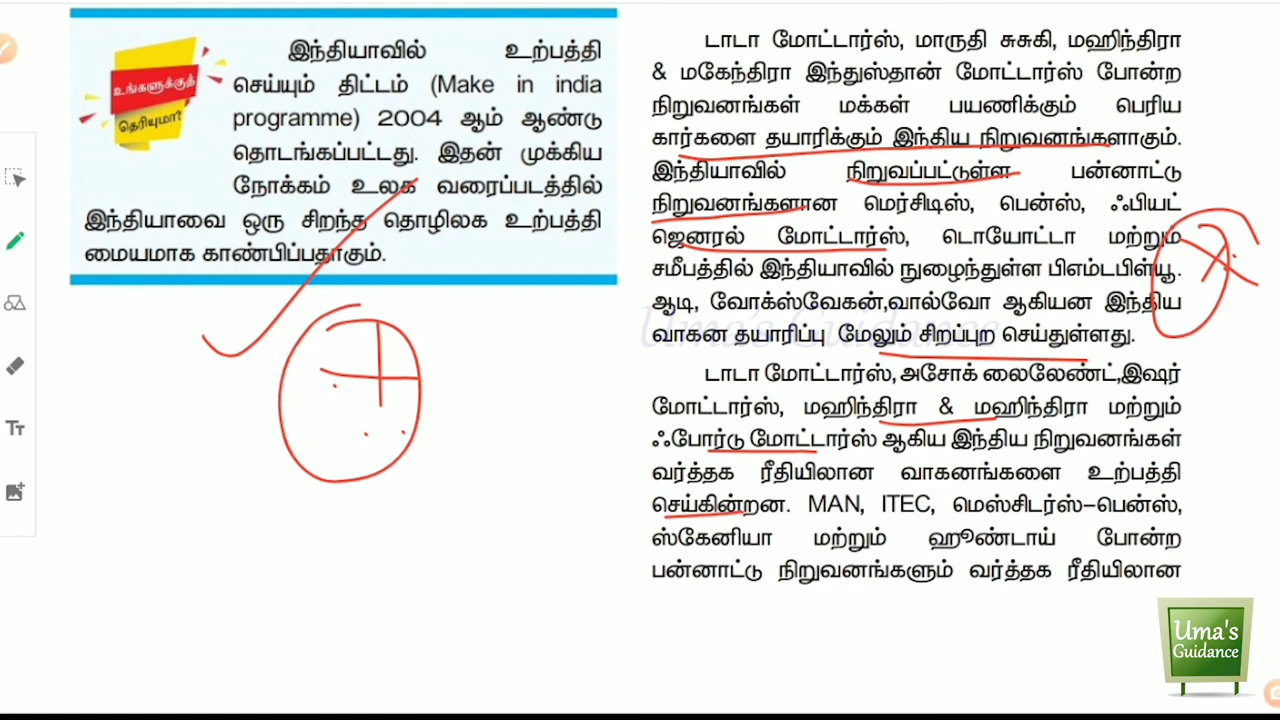 உங்களுக்குத்
தெரியுமா?
இந்தியாவில் உற்பத்தி
செய்யும் திட்டம் (Make in india
programme) 2004 ஆம் ஆண்டு
தொடங்கப்பட்டது. இதன் முக்கிய
நோக்கம் உலக வரைப்படத்தில்
இந்தியாவை ஒரு சிறந்த தொழிலக உற்பத்தி
மையமாக காண்பிப்பதாகும்.
டாடா மோட்டார்ஸ், மாருதி சுசுகி, மஹிந்திரா
& மகேந்திரா இந்துஸ்தான் மோட்டார்ஸ் போன்ற
நிறுவனங்கள் மக்கள் பயணிக்கும் பெரிய
கார்களை தயாரிக்கும் இந்திய நிறுவனங்களாகும்.
இந்தியாவில் நிறுவப்பட்டுள்ள பன்னாட்டு
நிறுவனங்களான மெர்சிடிஸ், பென்ஸ், ஃபியட்
ஜெனரல் மோட்டார்ஸ், டொயோட்டா மற்றும்
சமீபத்தில் இந்தியாவில் நுழைந்துள்ள பிஎம்டபிள்யூ.
ஆடி, வோக்ஸ்வேகன்,வால்வோ ஆகியன இந்திய
வாகன தயாரிப்பு மேலும் சிறப்புற செய்துள்ளது.
Uma's Guidance
டாடா மோட்டார்ஸ்,அசோக் லைலேண்ட்,இஷர்
மோட்டார்ஸ், மஹிந்திரா & மஹிந்திரா மற்றும்
ஃபோர்டு மோட்டார்ஸ் ஆகிய இந்திய நிறுவனங்கள்
வர்த்தக ரீதியிலான வாகனங்களை உற்பத்தி
செய்கின்றன. MAN, ITEC, மெஸ்சிடர்ஸ்-பென்ஸ்,
ஸ்கேனியா மற்றும் ஹூண்டாய் போன்ற
பன்னாட்டு நிறுவனங்களும் வர்த்தக ரீதியிலான
Uma's
Guidance